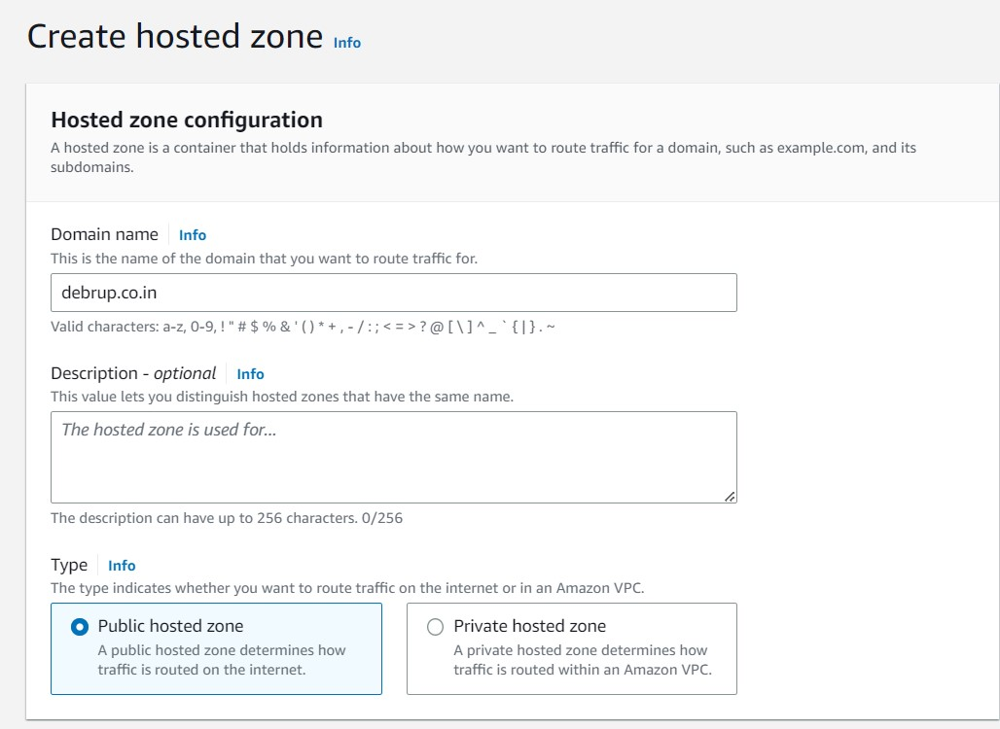 Create hosted zone Info
Hosted zone configuration
A hosted zone is a container that holds information about how you want to route traffic for a domain, such as example.com, and its
subdomains.
Domain name Info
This is the name of the domain that you want to route traffic for.
debrup.co.in
Valid characters: a-z, 0-9, ! " # $ % & ' ( ) * + , - / : ; < = > ? @ [ \ ] ^ _ ` { | } . ~
Description - optional Info
This value lets you distinguish hosted zones that have the same name.
The hosted zone is used for...
The description can have up to 256 characters. 0/256
Type Info
The type indicates whether you want to route traffic on the internet or in an Amazon VPC.
Public hosted zone
A public hosted zone determines how
traffic is routed on the internet.
Private hosted zone
A private hosted zone determines how
traffic is routed within an Amazon VPC.